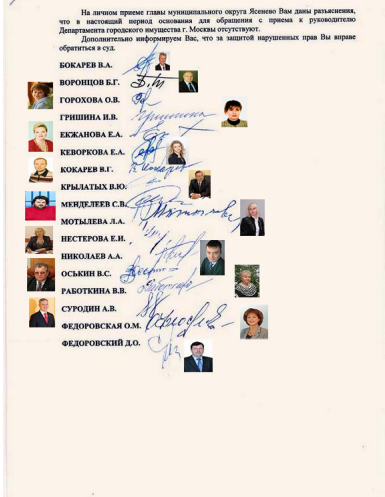 На личном приеме главы муниципального округа Ясенево Вам даны разъяснения,
что в настоящий период основания для обращения с приема к руководителю
Департамента городского имущества г. Москвы отсутствуют.
Дополнительно информируем Вас, что за защитой нарушенных прав Вы вправе
обратиться в суд.
БОКАРЕВ В.А.
ВОРОНЦОВ Б.Г.
ГОРОХОВА О.В.
ГРИШИНА И.В.
ЕКЖАНОВА Е.А.
КЕВОРКОВА Е.А.
КОКАРЕВ В.Г.
КРЫЛАТЫХ В.Ю.
МЕНДЕЛЕЕВ С.В.
МОТЫЛЕВА Л.А.
НЕСТЕРОВА Е.И.
НИКОЛАЕВ А.А.
ОСЬКИН В.С.
РАБОТКИНА В.В.
СУРОДИН А.В.
ФЕДОРОВСКАЯ О.М.
ФЕДОРОВСКИЙ Д.О.